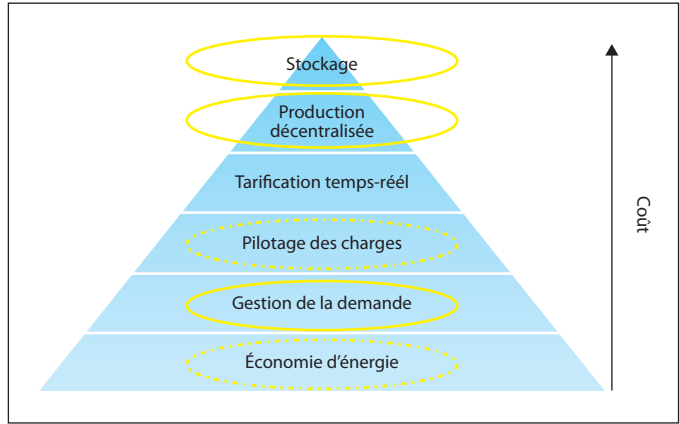 Stockage
Production
décentralisée
Tarification temps-réél
Pilotage des charges
Gestion de la demande
Économie d'énergie
Coût